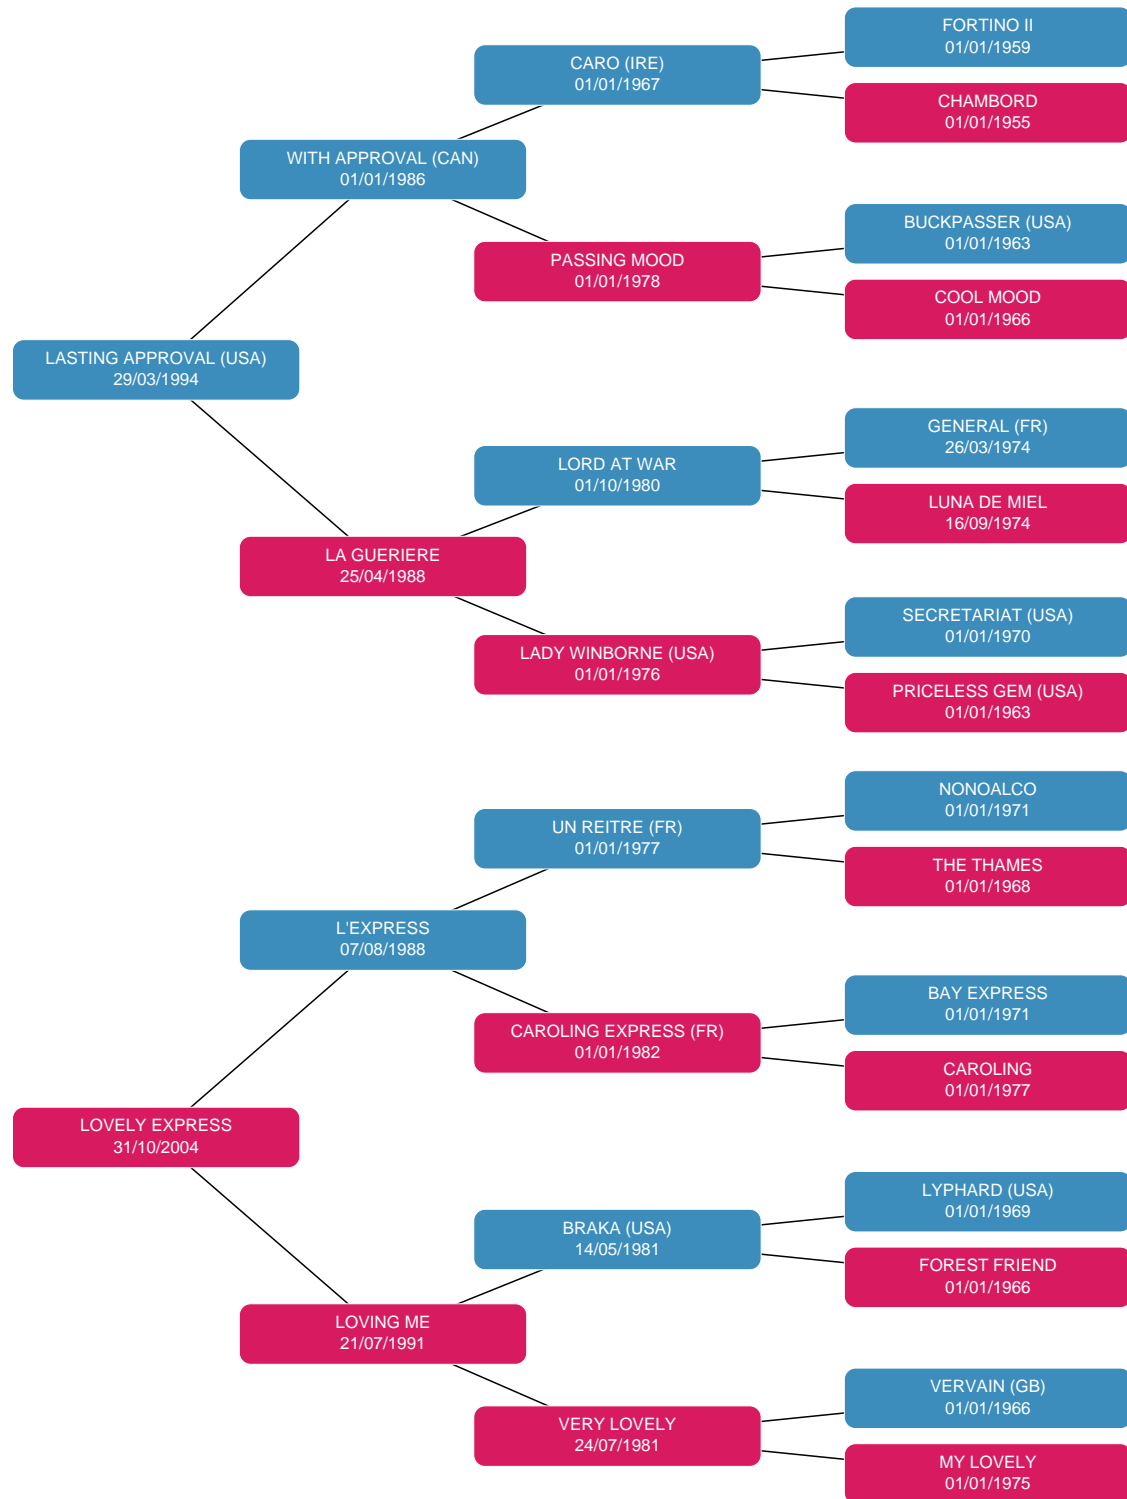 FORTINO II
01/01/1959
CARO (IRE)
01/01/1967
CHAMBORD
01/01/1955
WITH APPROVAL (CAN)
01/01/1986
BUCKPASSER (USA)
01/01/1963
PASSING MOOD
01/01/1978
COOL MOOD
01/01/1966
LASTING APPROVAL (USA)
29/03/1994
GENERAL (FR)
26/03/1974
LORD AT WAR
01/10/1980
LUNA DE MIEL
16/09/1974
LA GUERIERE
25/04/1988
SECRETARIAT (USA)
01/01/1970
LADY WINBORNE (USA)
01/01/1976
PRICELESS GEM (USA)
01/01/1963
NONOALCO
01/01/1971
UN REITRE (FR)
01/01/1977
THE THAMES
01/01/1968
L'EXPRESS
07/08/1988
BAY EXPRESS
01/01/1971
CAROLING EXPRESS (FR)
01/01/1982
CAROLING
01/01/1977
LOVELY EXPRESS
31/10/2004
LYPHARD (USA)
01/01/1969
BRAKA (USA)
14/05/1981
FOREST FRIEND
01/01/1966
LOVING ME
21/07/1991
VERVAIN (GB)
01/01/1966
VERY LOVELY
24/07/1981
MY LOVELY
01/01/1975